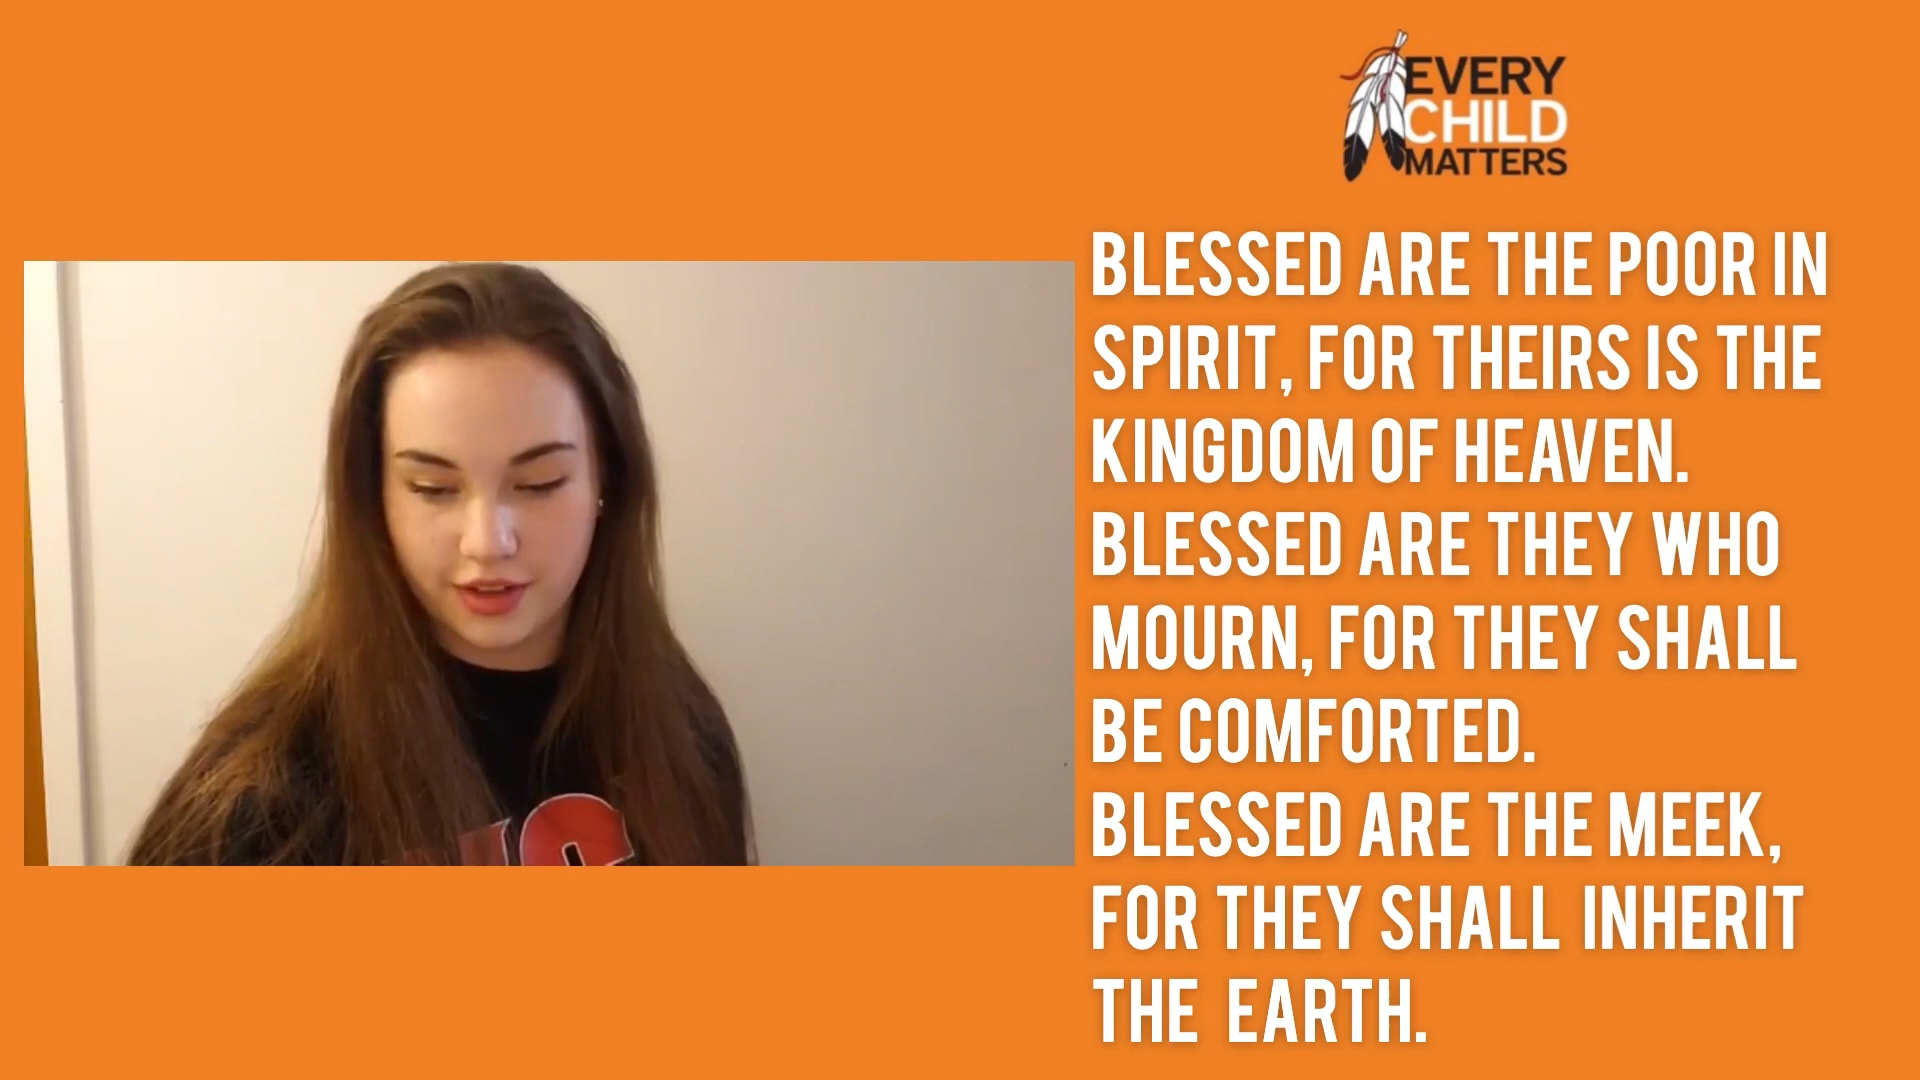 EVERY
CHILD
MATTERS
BLESSED ARE THE POOR IN
SPIRIT, FOR THEIRS IS THE
KINGDOM OF HEAVEN.
BLESSED ARE THEY WHO
MOURN, FOR THEY SHALL
BE COMFORTED.
BLESSED ARE THE MEEK,
FOR THEY SHALL INHERIT
THE EARTH.